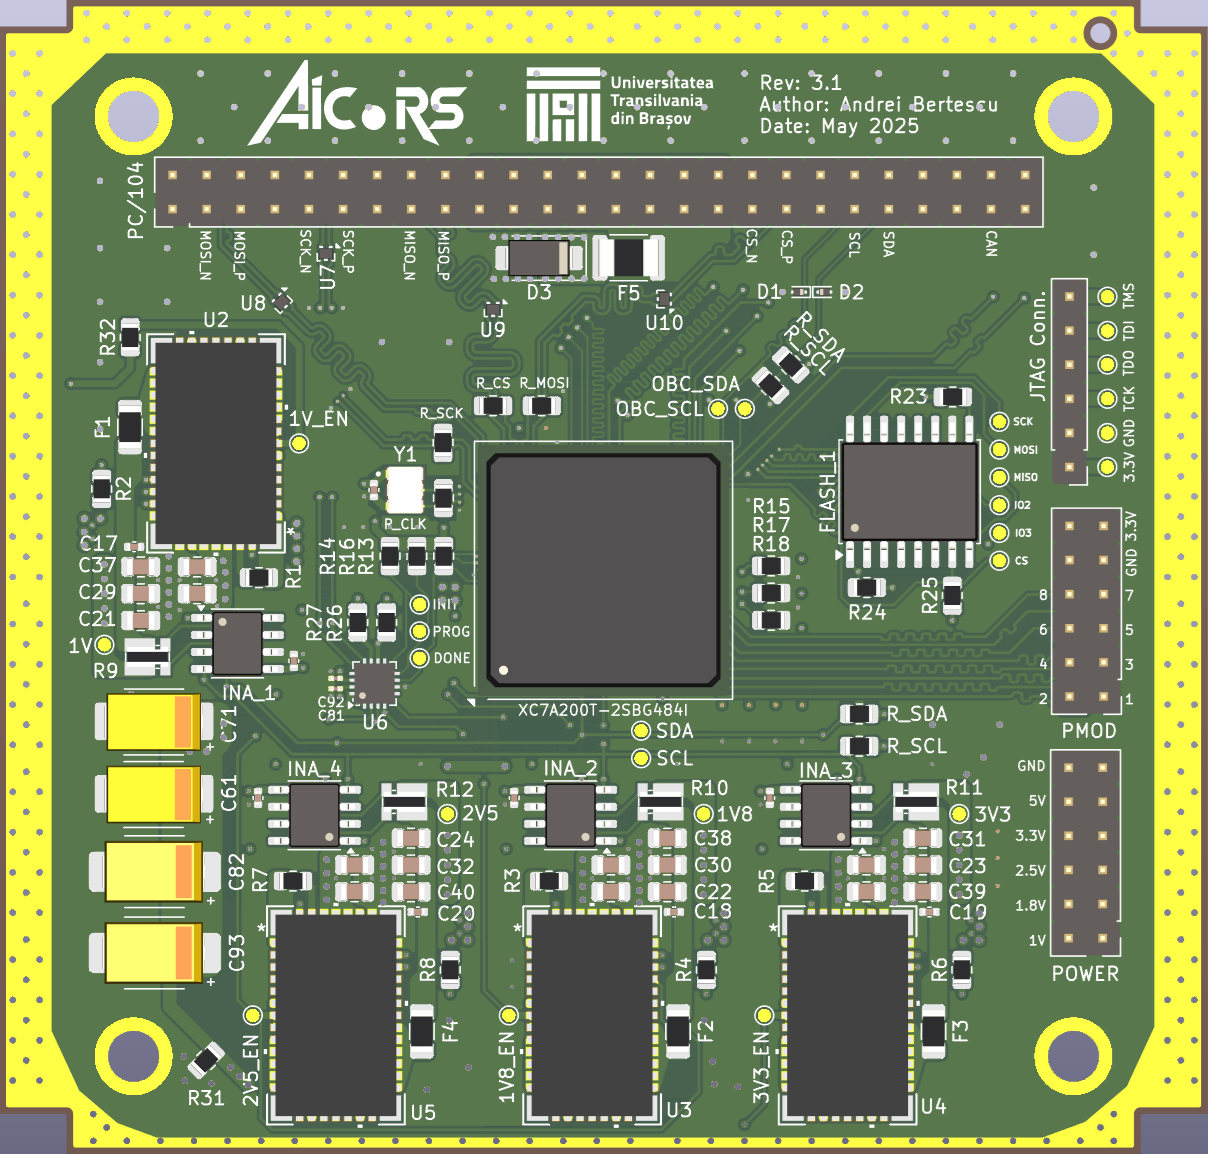 AICoRS
Universitatea
Transilvania
din Brașov
Rev: 3.1
Author: Andrei Bertescu
Date: May 2025
PC/104
MOSI_N
MOSI_P
SCK_N
SCK_P
MISO_N
MISO_P
CS_N
CS_P
SCL
SDA
CAN
U7
U8
D3
F5
U9
U10
D1
D2
JTAG Conn.
TMS
TDI
TDO
TCK
GND
3.3V
R32
U2
R_SDA
R_SCL
R_CS
R_MOSI
OBC_SDA
OBC_SCL
R_SCK
R23
F1
1V_EN
Y1
R_CLK
FLASH_1
SCK
MOSI
MISO
IO2
IO3
CS
R2
*
C17
C37
C29
C21
R1
R14
R16
R13
R15
R17
R18
R24
R25
3.3V
GND
8
7
6
5
4
3
2
1
PMOD
R27
R26
INIT
PROG
DONE
1V
R9
INA_1
C92
C81
U6
XC7A200T-2SBG484I
SDA
SCL
R_SDA
R_SCL
C71
+
C61
+
C82
+
C93
+
INA_4
R12
2V5
C24
C32
C40
C20
R7
INA_2
R10
1V8
C38
C30
C22
C18
R3
INA_3
R11
3V3
C31
C23
C39
C19
R5
GND
5V
3.3V
2.5V
1.8V
1V
POWER
*
R8
F4
2V5_EN
U5
*
R4
F2
1V8_EN
U3
*
R6
F3
3V3_EN
U4
R31